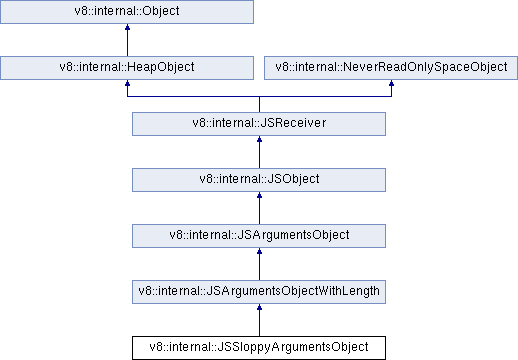 v8::internal::Object
v8::internal::HeapObject
v8::internal::NeverReadOnlySpaceObject
v8::internal::JSReceiver
v8::internal::JSObject
v8::internal::JSArgumentsObject
v8::internal::JSArgumentsObjectWithLength
v8::internal::JSSloppyArgumentsObject